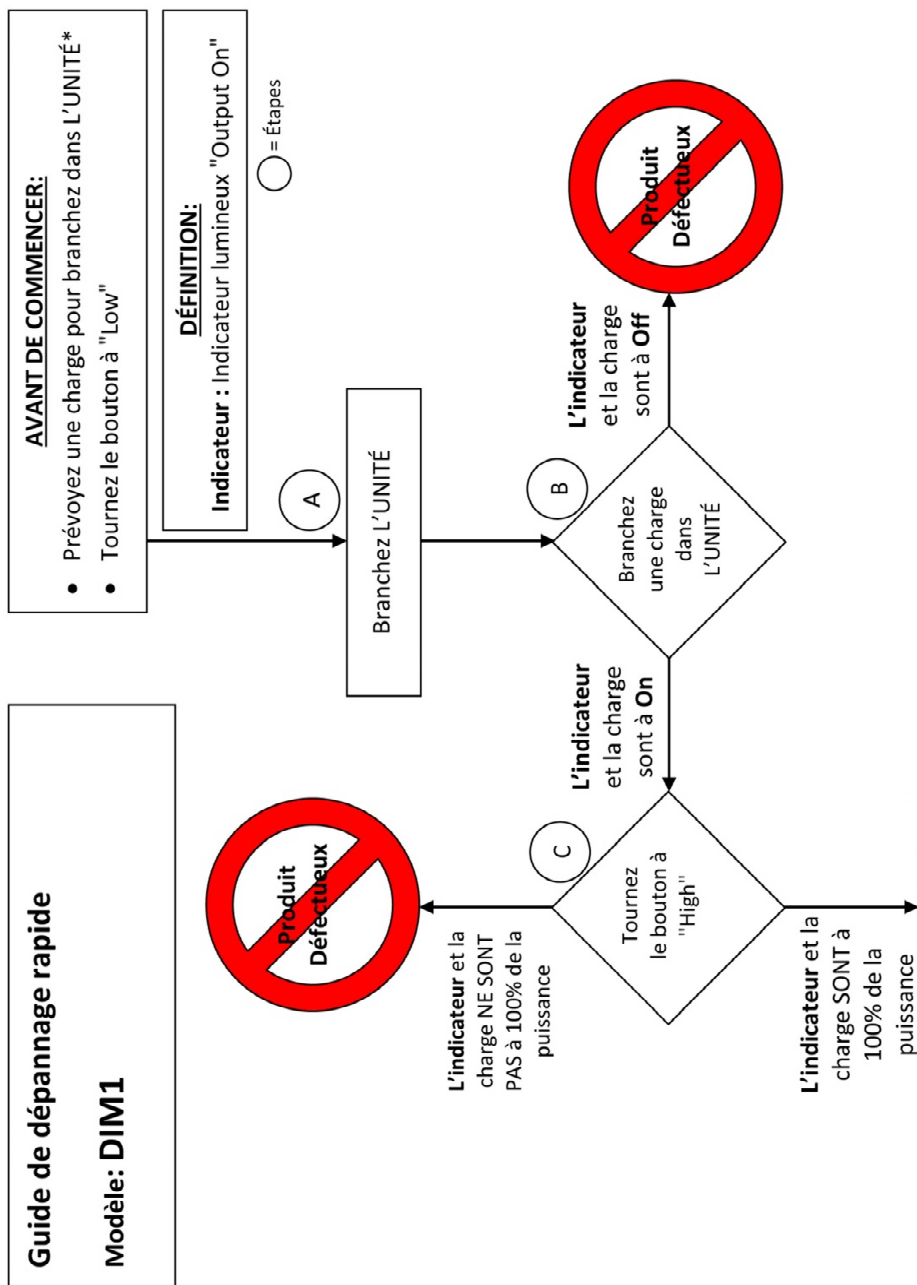 Guide de dépannage rapide
Modèle: DIM1
AVANT DE COMMENCER:
• Prévoyez une charge pour branchez dans L'UNITÉ*
• Tournez le bouton à "Low"
DÉFINITION:
Indicateur : Indicateur lumineux "Output On"
= Étapes
A
Branchez L'UNITÉ
B
Branchez
une charge
dans
L'UNITÉ
L'indicateur
et la charge
sont à Off
Produit
Défectueux
L'indicateur
et la charge
sont à On
C
Tournez
le bouton à
"High"
L'indicateur et la
charge NE SONT
PAS à 100% de la
puissance
Produit
Défectueux
L'indicateur et la
charge SONT à
100% de la
puissance